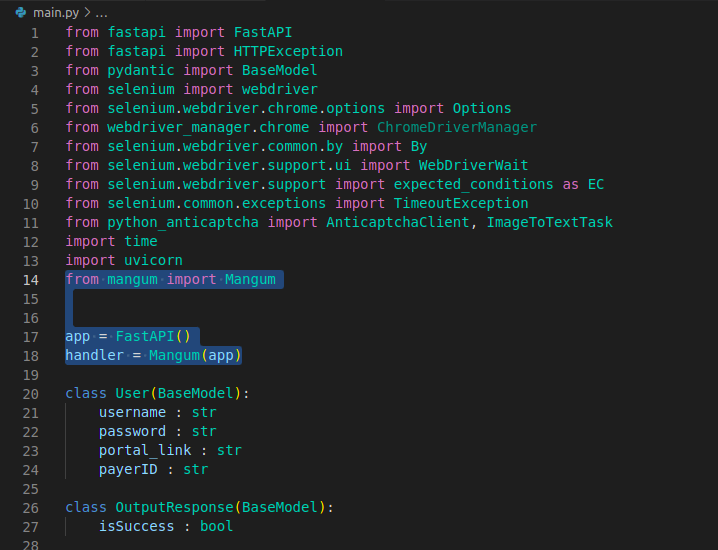 main.py > ...
1 from fastapi import FastAPI
2 from fastapi import HTTPException
3 from pydantic import BaseModel
4 from selenium import webdriver
5 from selenium.webdriver.chrome.options import Options
6 from webdriver_manager.chrome import ChromeDriverManager
7 from selenium.webdriver.common.by import By
8 from selenium.webdriver.support.ui import WebDriverWait
9 from selenium.webdriver.support import expected_conditions as EC
10 from selenium.common.exceptions import TimeoutException
11 from python_anticaptcha import AnticaptchaClient, ImageToTextTask
12 import time
13 import uvicorn
14 from mangum import Mangum
15
16
17 app = FastAPI()
18 handler = Mangum(app)
19
20 class User(BaseModel):
21     username : str
22     password : str
23     portal_link : str
24     payerID : str
25
26 class OutputResponse(BaseModel):
27     isSuccess : bool
28